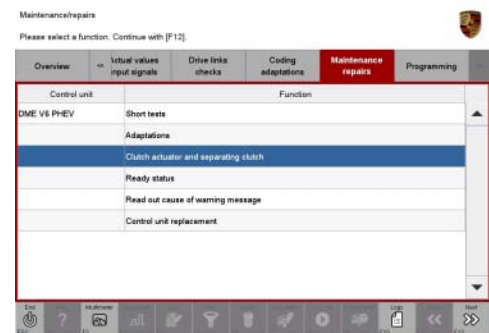 Maintenance/repairs
Please select a function. Continue with [F12].
Overview
«
Actual values
input signals
Drive links
checks
Coding
adaptations
Maintenance
repairs
Programming
Control unit
Function
DME V6 PHEV
Short tests
Adaptations
Clutch actuator and separating clutch
Ready status
Read out cause of warning message
Control unit replacement
Multimeter
Logs
Next